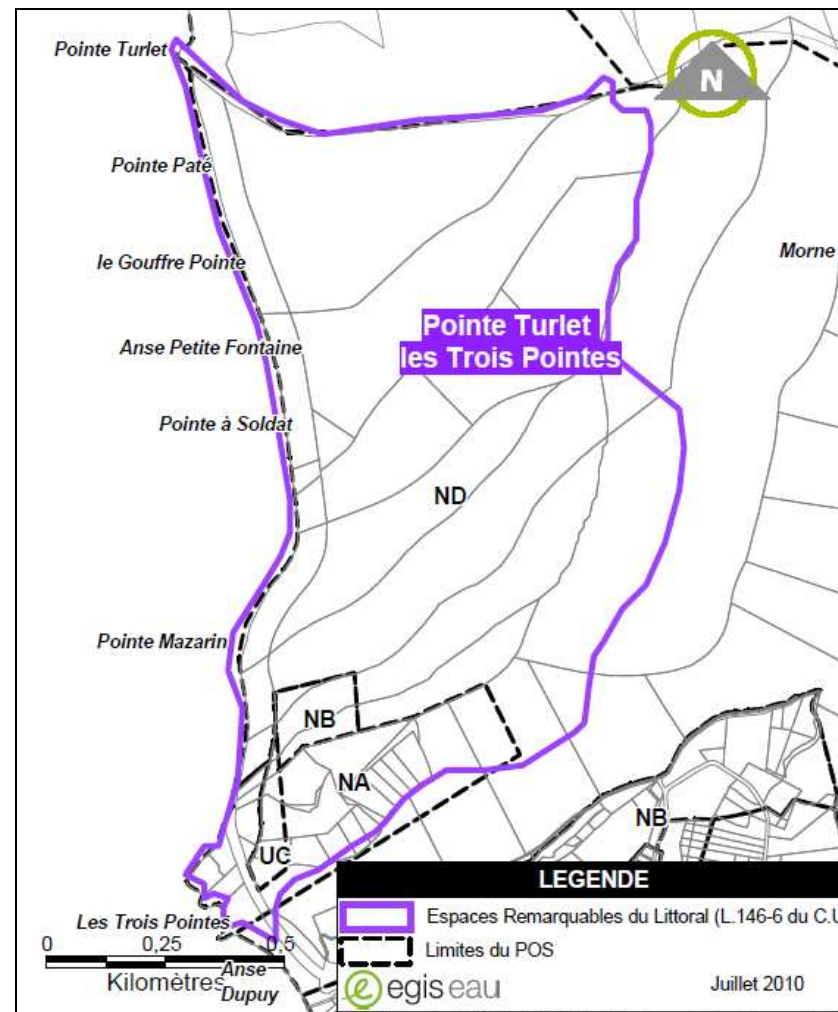 Pointe Turlet
N
Pointe Paté
Morne
le Gouffre Pointe
Pointe Turlet
les Trois Pointes
Anse Petite Fontaine
Pointe à Soldat
ND
Pointe Mazarin
NB
NA
NB
UC
LEGENDE
Espaces Remarquables du Littoral (L.146-6 du C.U
Les Trois Pointes
0 0,25 0,5
Limites du POS
Kilomètres
Anse
Dupuy
egis eau
Juillet 2010